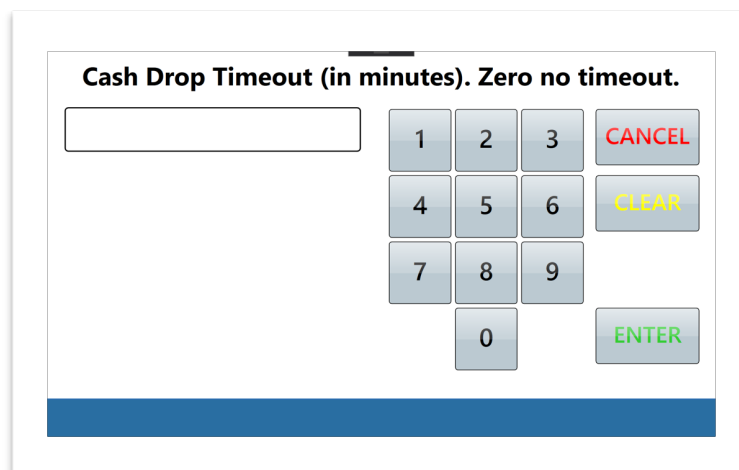 Cash Drop Timeout (in minutes). Zero no timeout.
1 2 3 CANCEL
4 5 6 CLEAR
7 8 9
0 ENTER